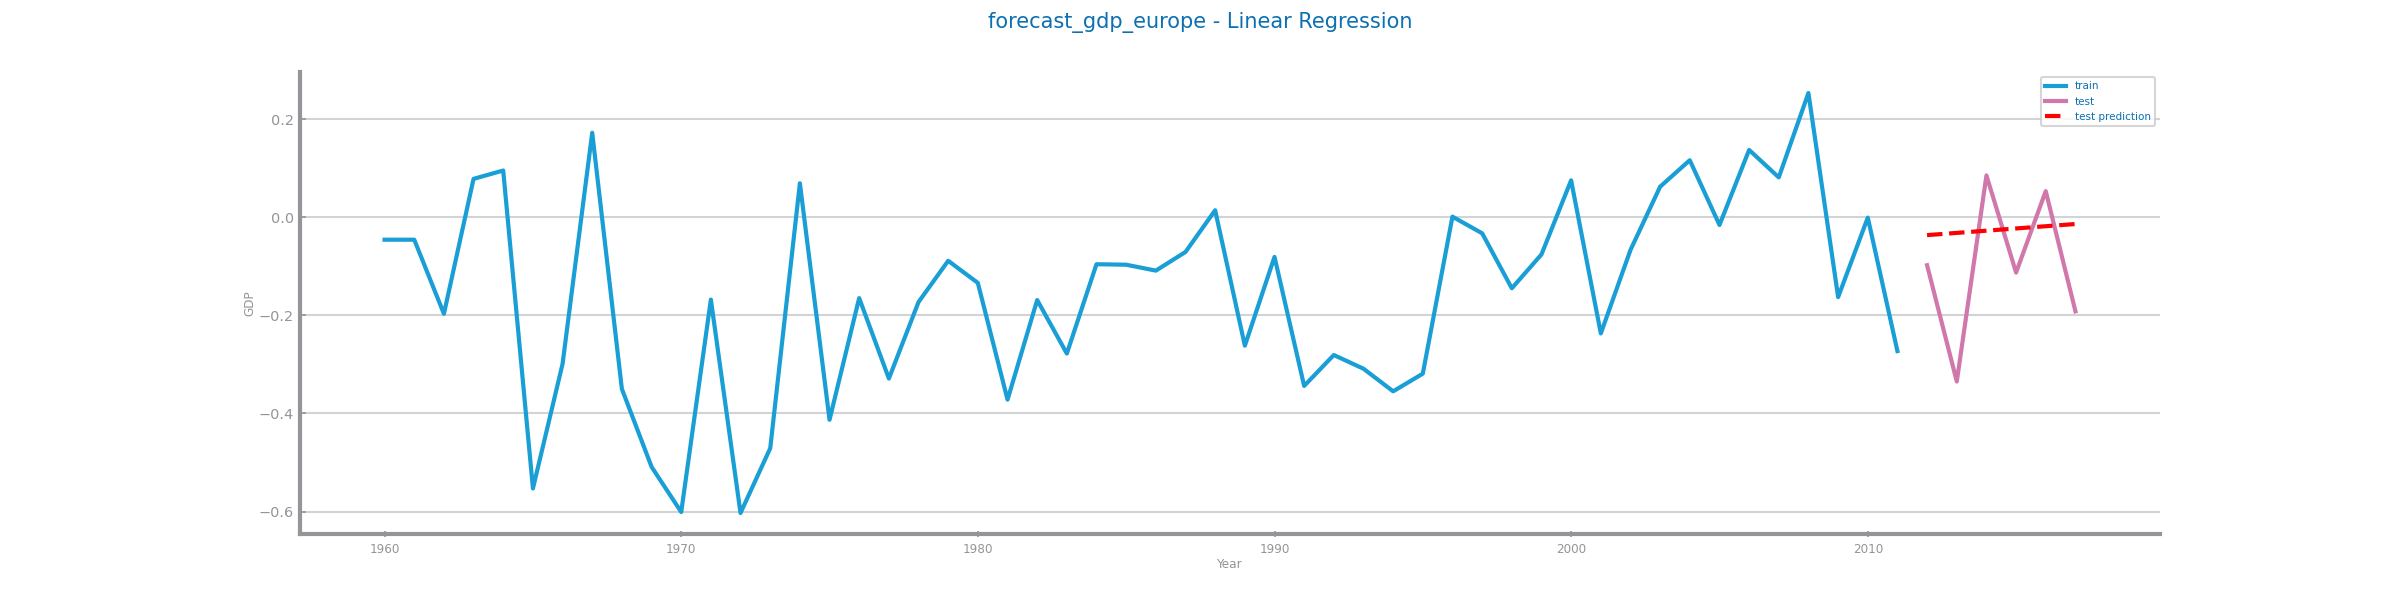 forecast_gdp_europe - Linear Regression
train
test
test prediction
0.2
0.0
−0.2
−0.4
−0.6
GDP
1960 1970 1980 1990 2000 2010
Year